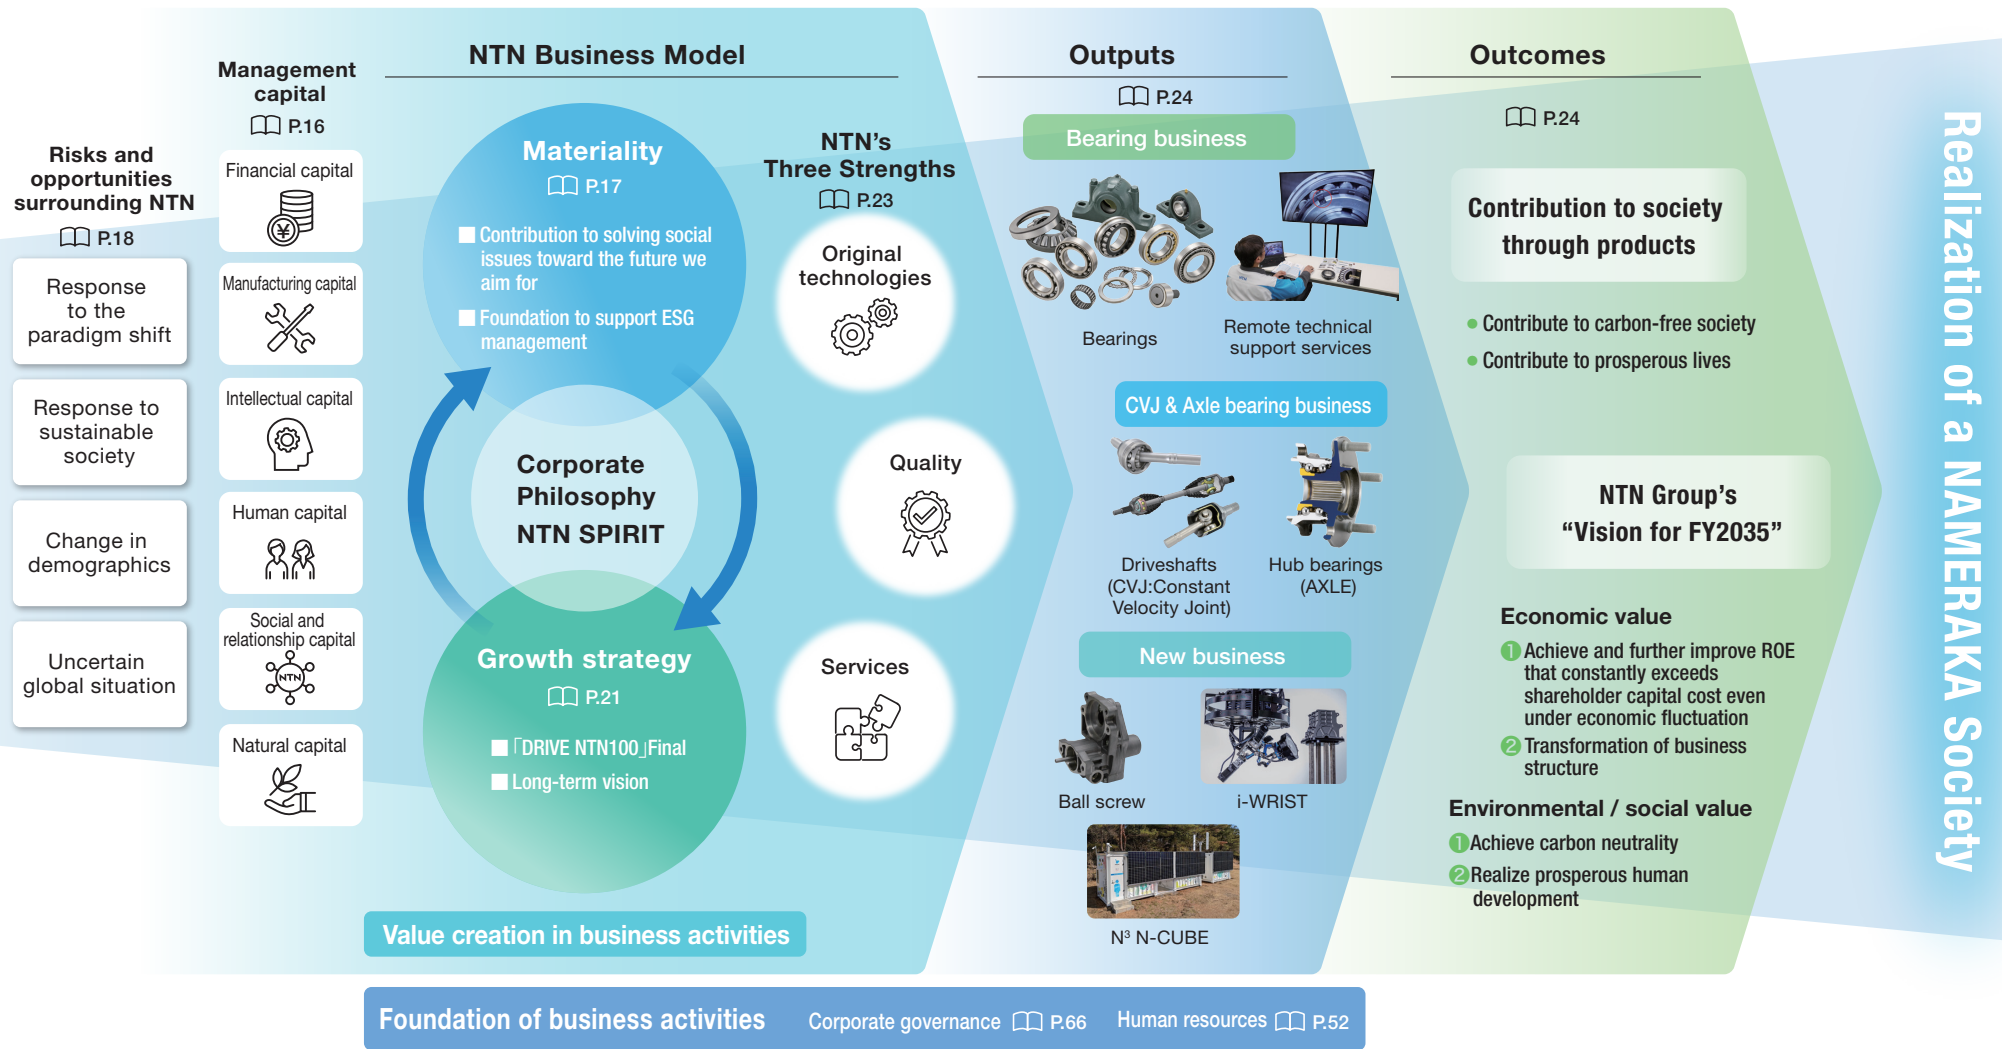 Risks and
opportunities
surrounding NTN
P.18
Response
to the
paradigm shift
Response to
sustainable
society
Change in
demographics
Uncertain
global situation
Management
capital
P.16
Financial capital
¥
Manufacturing capital
Intellectual capital
Human capital
Social and
relationship capital
NTN
Natural capital
NTN Business Model
Materiality
P.17
■ Contribution to solving social
issues toward the future we
aim for
■ Foundation to support ESG
management
Corporate
Philosophy
NTN SPIRIT
Growth strategy
P.21
■ ｢DRIVE NTN100｣Final
■ Long-term vision
NTN’s
Three Strengths
P.23
Original
technologies
Quality
Services
Value creation in business activities
Outputs
P.24
Bearing business
Bearings
Remote technical
support services
CVJ & Axle bearing business
Driveshafts
(CVJ:Constant
Velocity Joint)
Hub bearings
(AXLE)
New business
Ball screw
i-WRIST
N³ N-CUBE
Outcomes
P.24
Contribution to society
through products
• Contribute to carbon-free society
• Contribute to prosperous lives
NTN Group’s
“Vision for FY2035”
Economic value
❶ Achieve and further improve ROE
that constantly exceeds
shareholder capital cost even
under economic fluctuation
❷ Transformation of business
structure
Environmental / social value
❶ Achieve carbon neutrality
❷ Realize prosperous human
development
Realization of a NAMERAKA Society
Foundation of business activities Corporate governance P.66 Human resources P.52